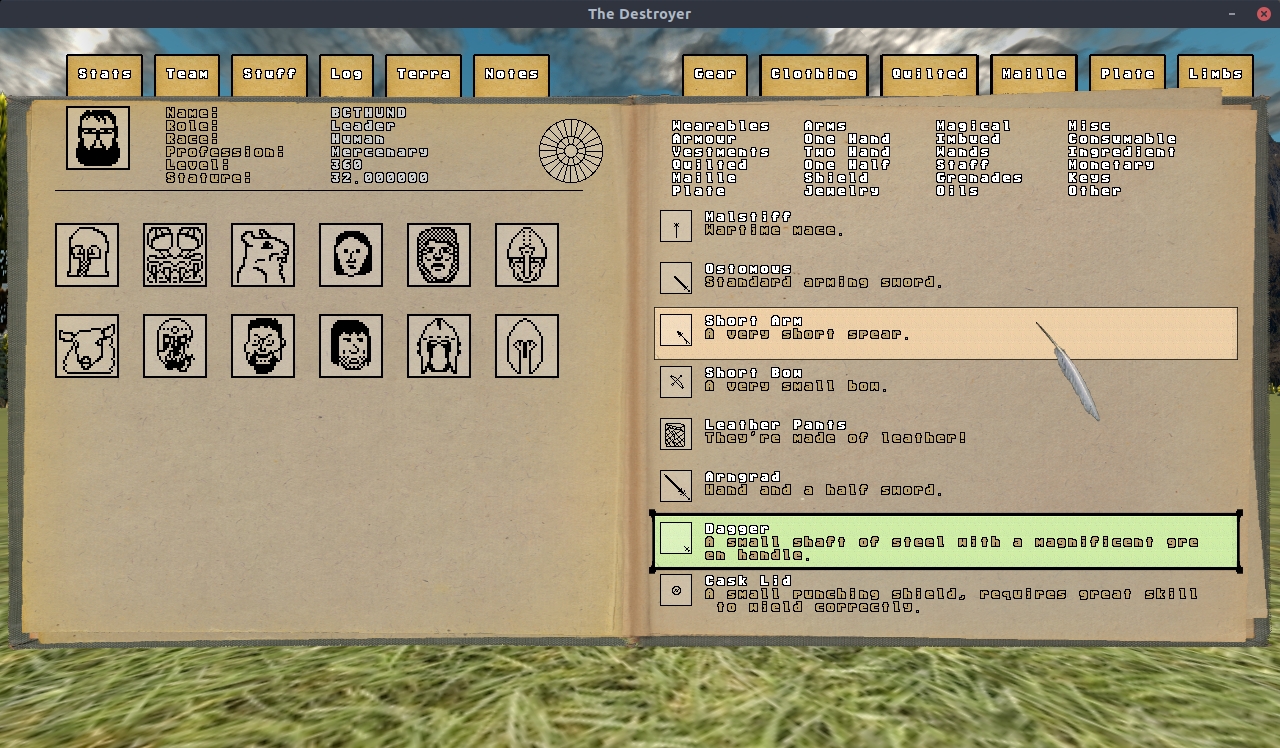 The Destroyer
Stats Team Stuff Log Terra Notes
Gear Clothing Quilted Maille Plate Limbs
Name: BCTHUND
Role: Leader
Race: Human
Profession: Mercenary
Level: 360
Stature: 32.000000
Wearables Arms Magical Misc
Armour One Hand Imbued Consumable
Vestments Two Hand Wands Ingredient
Quilted One Half Staff Monetary
Maille Shield Grenades Keys
Plate Jewelry Oils Other
Malstiff
Wartime mace.
Ostomous
Standard arming sword.
Short Arm
A very short spear.
Short Bow
A very small bow.
Leather Pants
They're made of leather!
Arngrad
Hand and a half sword.
Dagger
A small shaft of steel with a magnificent gre
en handle.
Cask Lid
A small punching shield, requires great skill
to wield correctly.